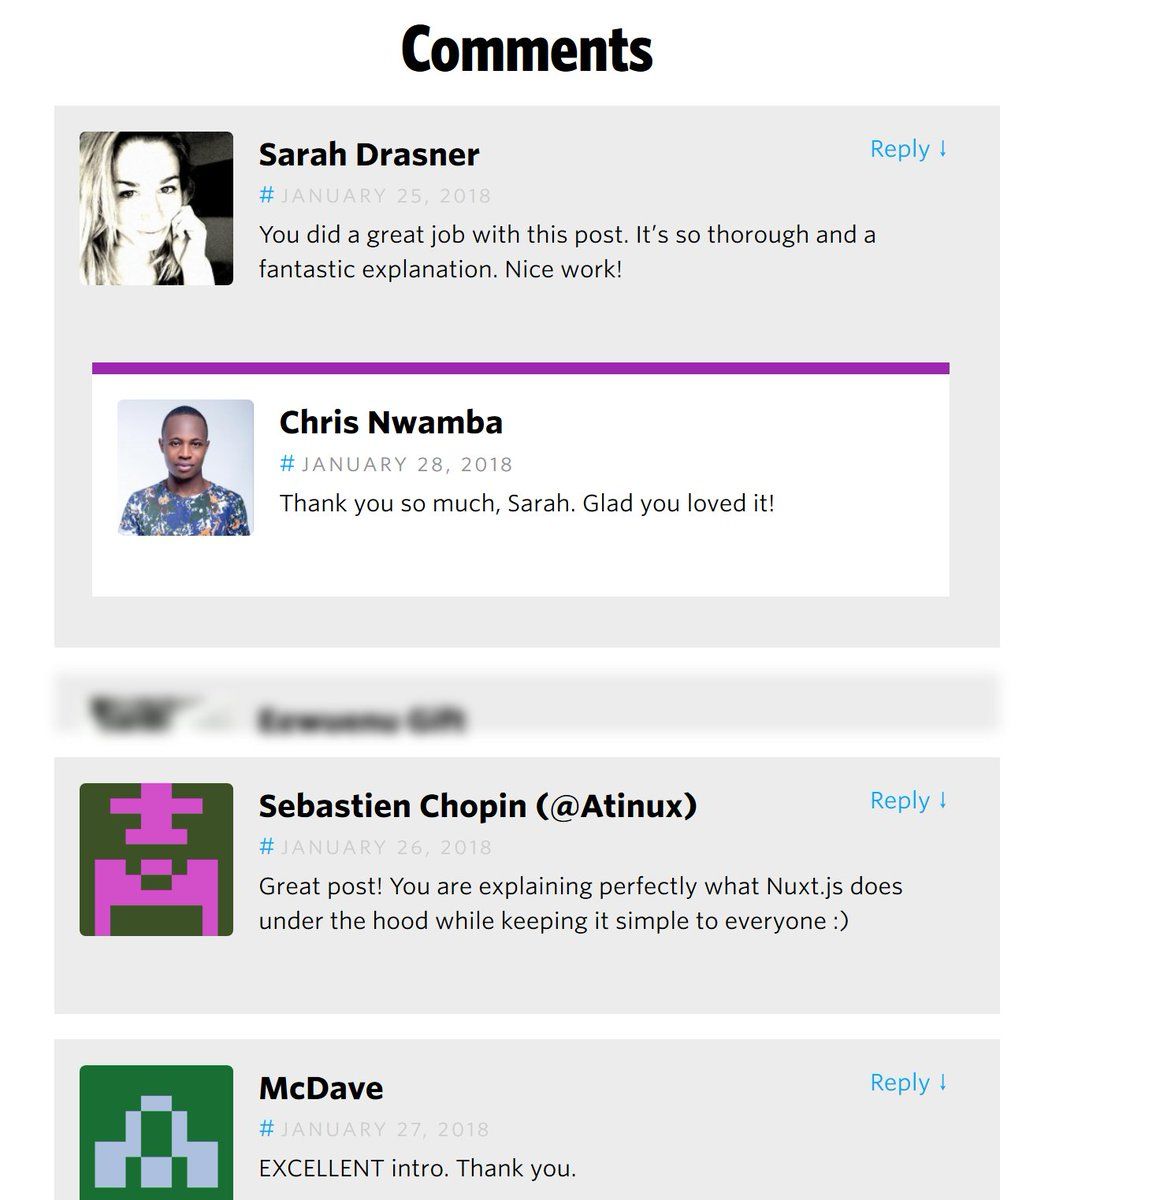 Comments
Sarah Drasner
Reply ↓
# JANUARY 25, 2018
You did a great job with this post. It’s so thorough and a
fantastic explanation. Nice work!
Chris Nwamba
# JANUARY 28, 2018
Thank you so much, Sarah. Glad you loved it!
Sebastien Chopin (@Atinux)
Reply ↓
# JANUARY 26, 2018
Great post! You are explaining perfectly what Nuxt.js does
under the hood while keeping it simple to everyone :)
McDave
Reply ↓
# JANUARY 27, 2018
EXCELLENT intro. Thank you.